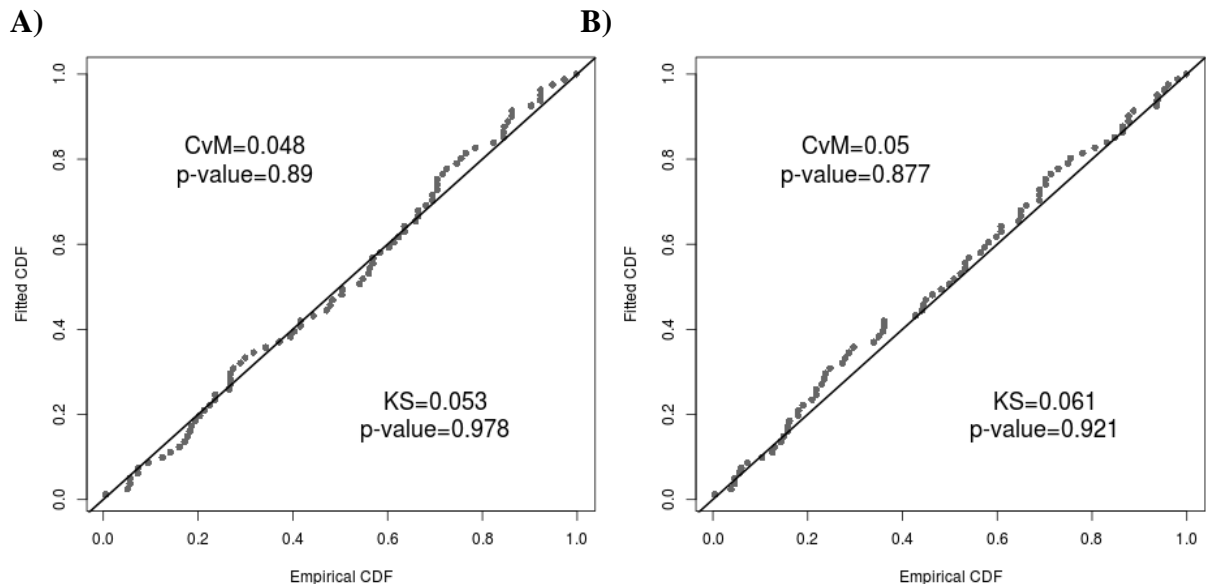 A)
B)
1.0
0.8
0.6
0.4
0.2
0.0
Fitted CDF
CvM=0.048
p-value=0.89
KS=0.053
p-value=0.978
0.0 0.2 0.4 0.6 0.8 1.0
Empirical CDF
1.0
0.8
0.6
0.4
0.2
0.0
Fitted CDF
CvM=0.05
p-value=0.877
KS=0.061
p-value=0.921
0.0 0.2 0.4 0.6 0.8 1.0
Empirical CDF